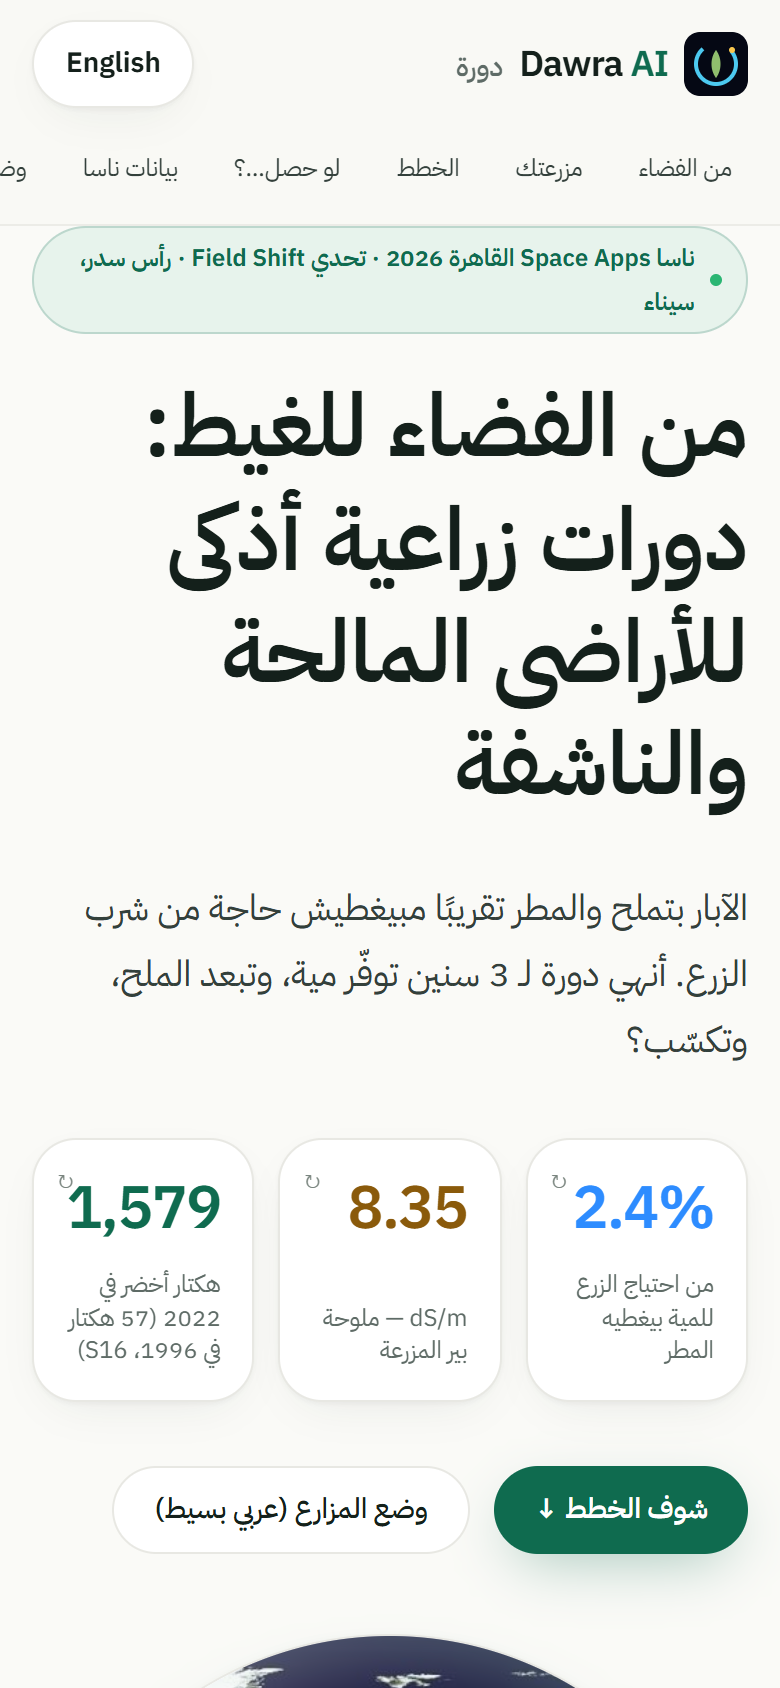 Dawra AI دورة
English
من الفضاء
مزرعتك
الخطط
لو حصل...؟
بيانات ناسا
وض
ناسا Space Apps القاهرة 2026 · تحدي Field Shift · رأس سدر،
سيناء
من الفضاء للغيط:
دورات زراعية أذكى
للأراضى المالحة
والناشفة
الآبار بتملح والمطر تقريبًا مبيغطيش حاجة من شرب
الزرع. أنهي دورة لـ 3 سنين توفّر مية، وتبعد الملح،
وتكسّب؟
2.4%
من احتياج الزرع
للمية بيغطيه
المطر
8.35
dS/m — ملوحة
بير المزرعة
1,579
هكتار أخضر في
2022 (57 هكتار
في 1996، S16)
شوف الخطط ↓
وضع المزارع (عربي بسيط)